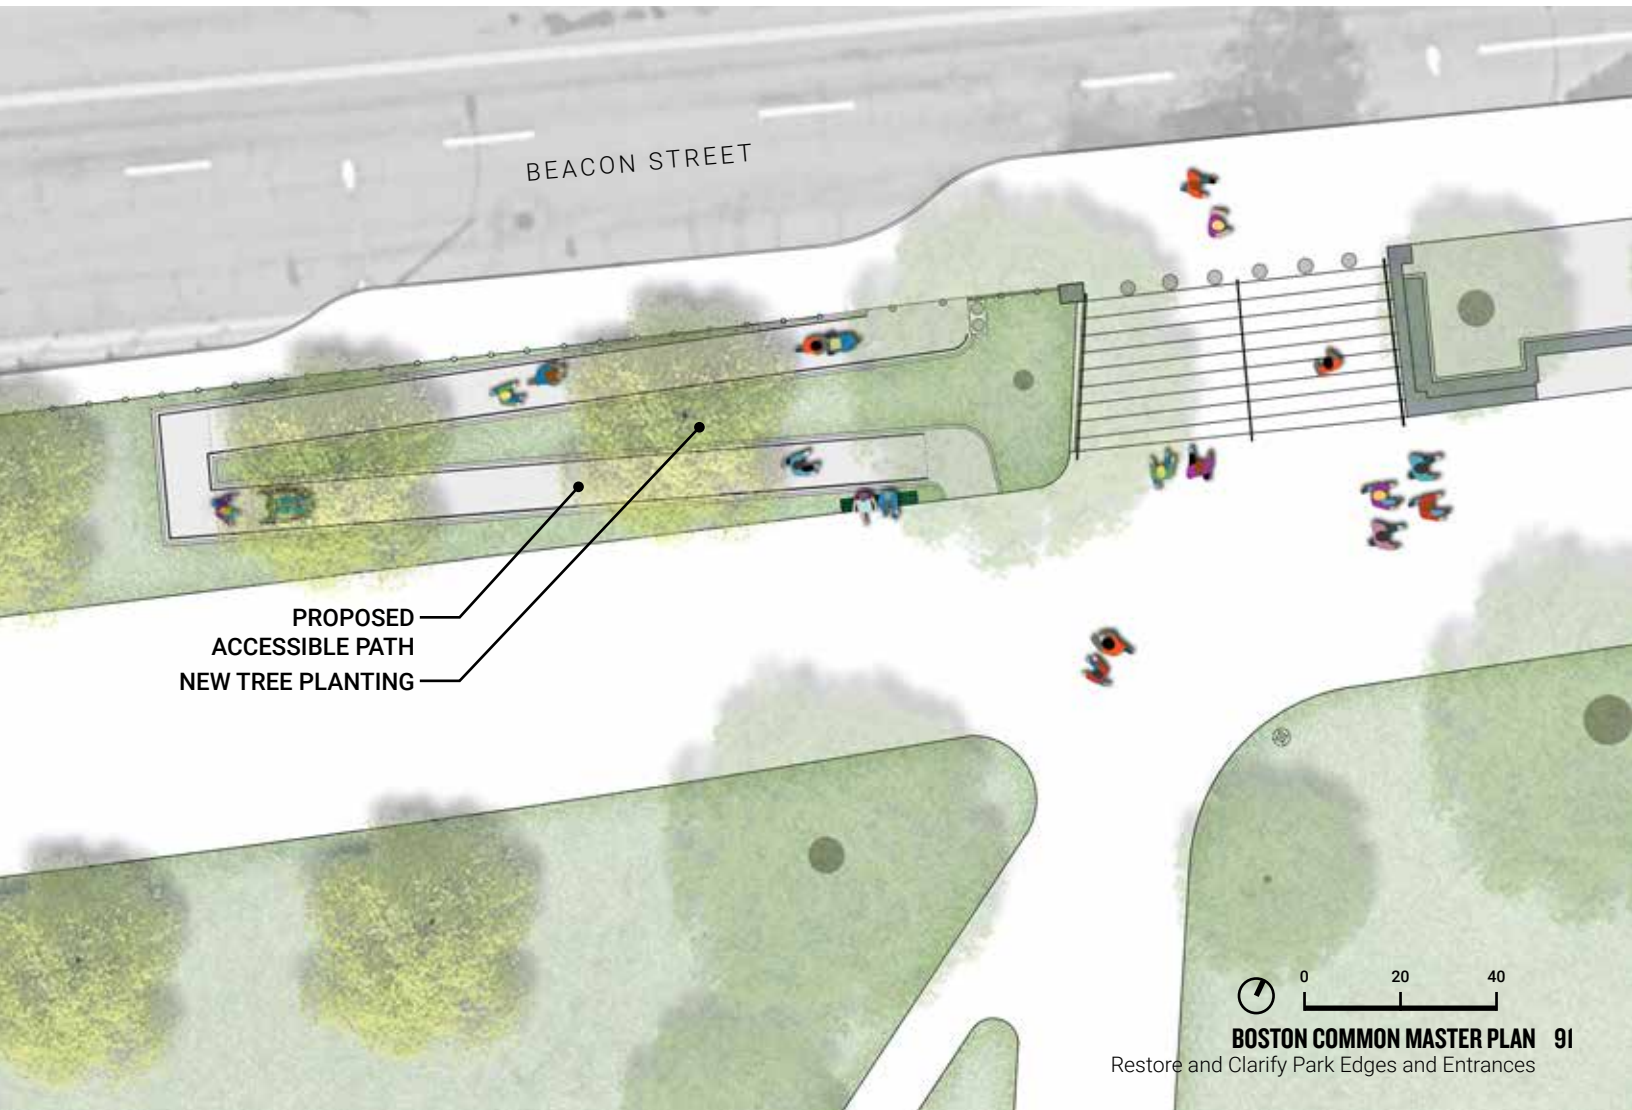 BEACON STREET
PROPOSED
ACCESSIBLE PATH
NEW TREE PLANTING
0 20 40
BOSTON COMMON MASTER PLAN 91
Restore and Clarify Park Edges and Entrances